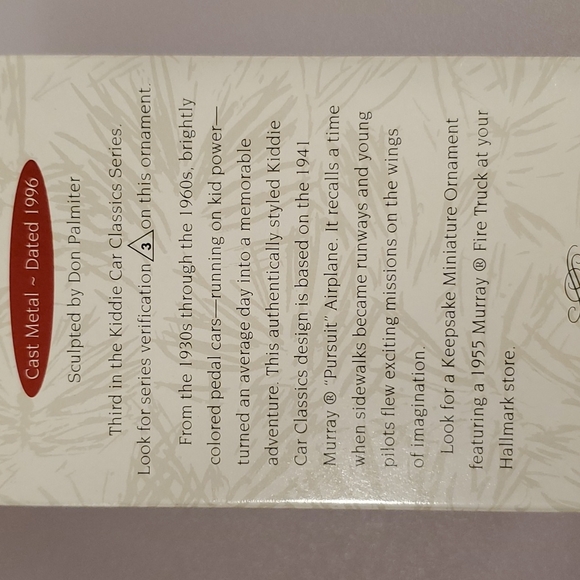 Cast Metal ~ Dated 1996
Sculpted by Don Palmiter
Third in the Kiddie Car Classics Series.
Look for series verification 3 on this ornament.
From the 1930s through the 1960s, brightly
colored pedal cars—running on kid power—
turned an average day into a memorable
adventure. This authentically styled Kiddie
Car Classics design is based on the 1941
Murray ® "Pursuit" Airplane. It recalls a time
when sidewalks became runways and young
pilots flew exciting missions on the wings
of imagination.
Look for a Keepsake Miniature Ornament
featuring a 1955 Murray ® Fire Truck at your
Hallmark store.